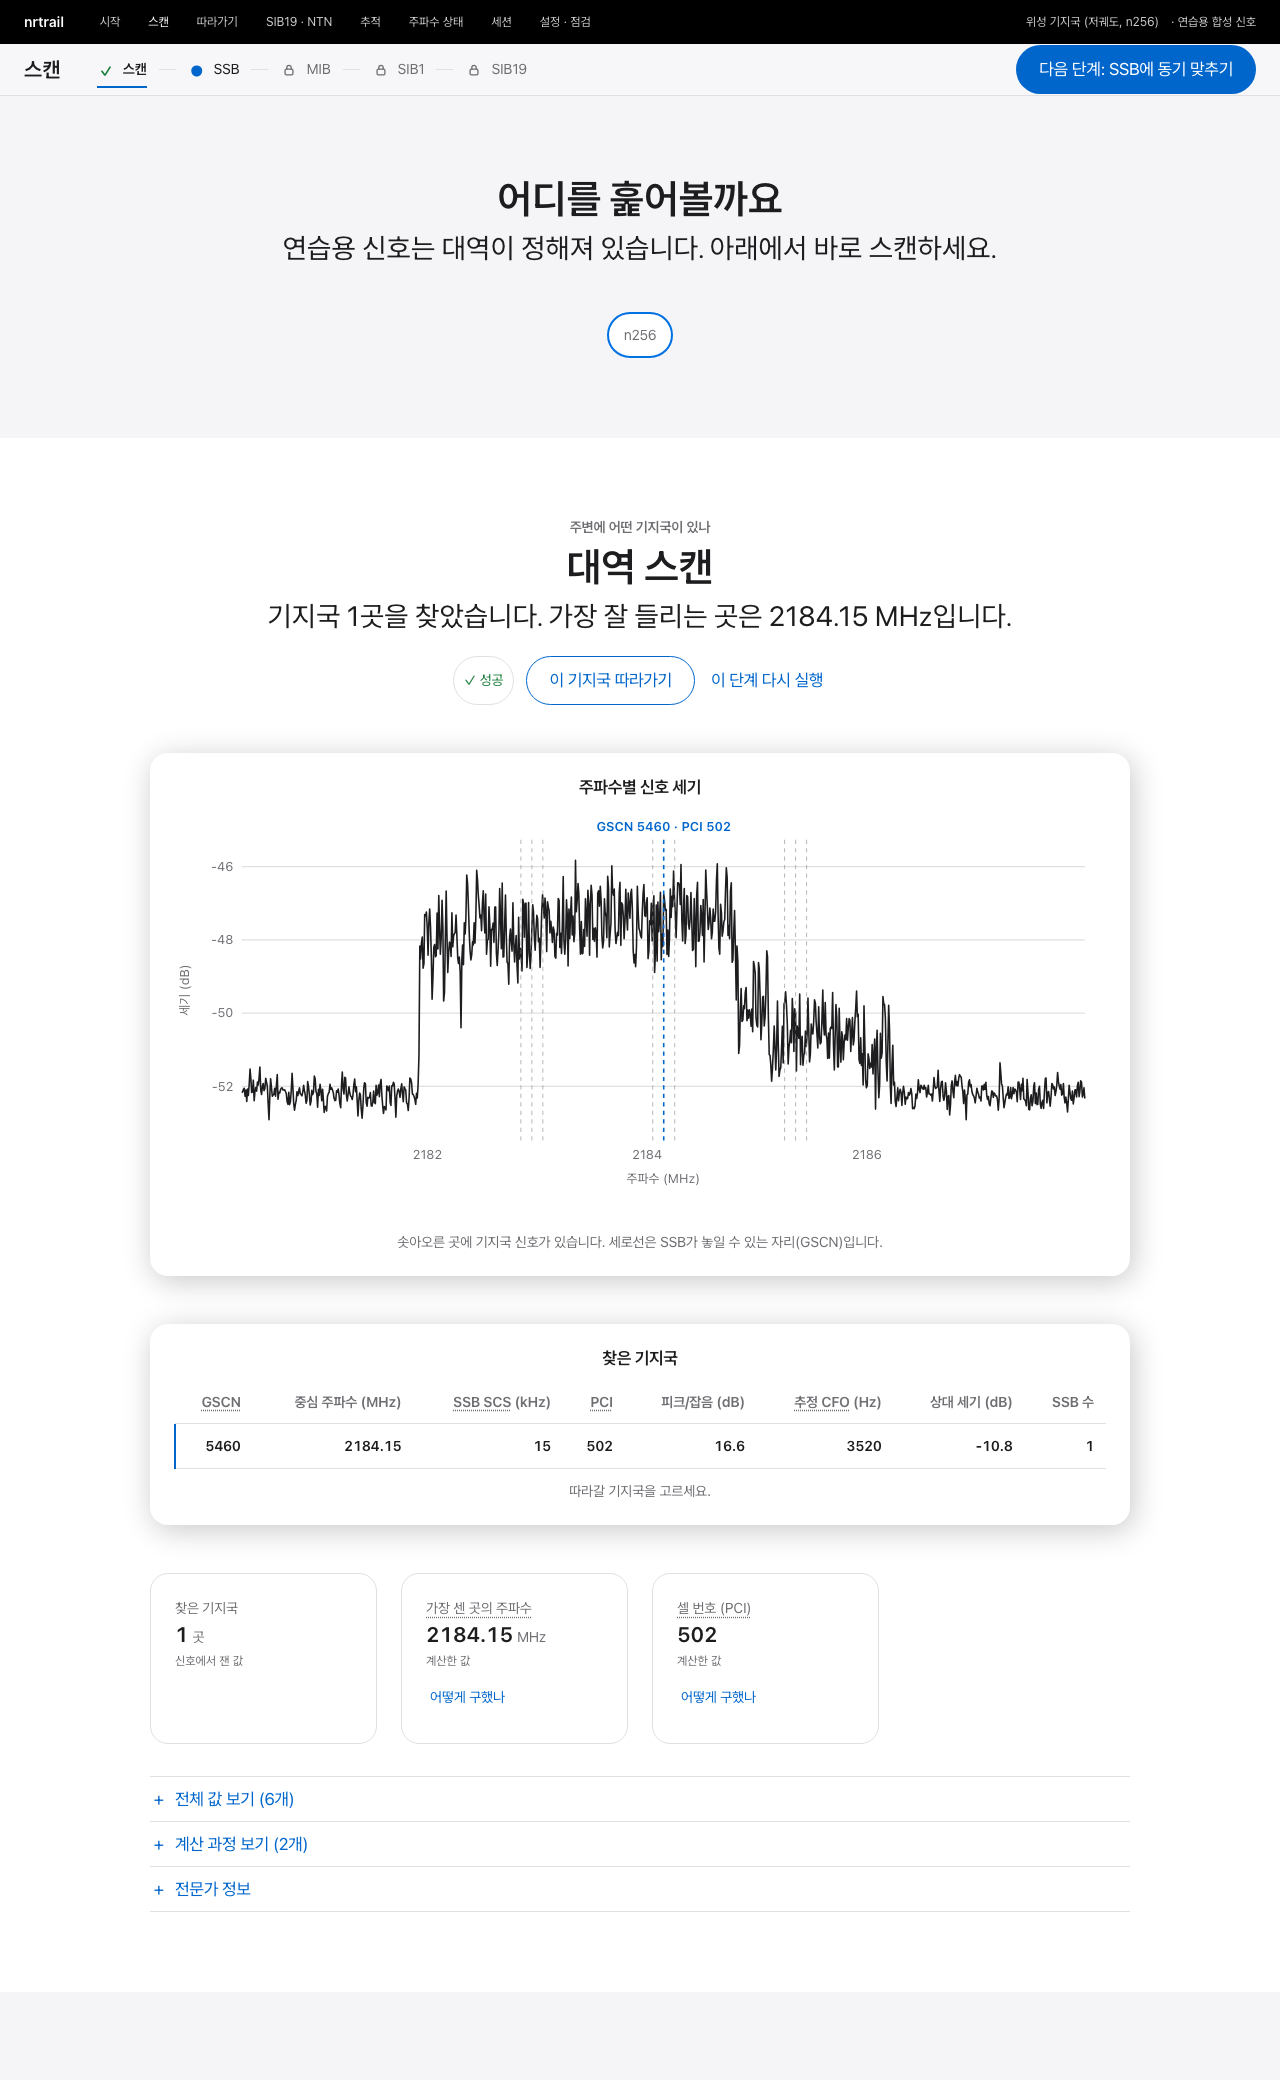 nrtrail 시작 스캔 따라가기 SIB19 · NTN 추적 주파수 상태 세션 설정 · 점검 위성 기지국 (저궤도, n256) · 연습용 합성 신호
스캔 스캔 SSB MIB SIB1 SIB19 다음 단계: SSB에 동기 맞추기
어디를 훑어볼까요
연습용 신호는 대역이 정해져 있습니다. 아래에서 바로 스캔하세요.
n256
주변에 어떤 기지국이 있나
대역 스캔
기지국 1곳을 찾았습니다. 가장 잘 들리는 곳은 2184.15 MHz입니다.
✓ 성공 이 기지국 따라가기 이 단계 다시 실행
주파수별 신호 세기
GSCN 5460 · PCI 502
-46
-48
세기 (dB)
-50
-52
2182 2184 2186
주파수 (MHz)
솟아오른 곳에 기지국 신호가 있습니다. 세로선은 SSB가 놓일 수 있는 자리(GSCN)입니다.
찾은 기지국
GSCN 중심 주파수 (MHz) SSB SCS (kHz) PCI 피크/잡음 (dB) 추정 CFO (Hz) 상대 세기 (dB) SSB 수
5460 2184.15 15 502 16.6 3520 -10.8 1
따라갈 기지국을 고르세요.
찾은 기지국
1 곳
신호에서 잰 값
가장 센 곳의 주파수
2184.15 MHz
계산한 값
어떻게 구했나
셀 번호 (PCI)
502
계산한 값
어떻게 구했나
+ 전체 값 보기 (6개)
+ 계산 과정 보기 (2개)
+ 전문가 정보